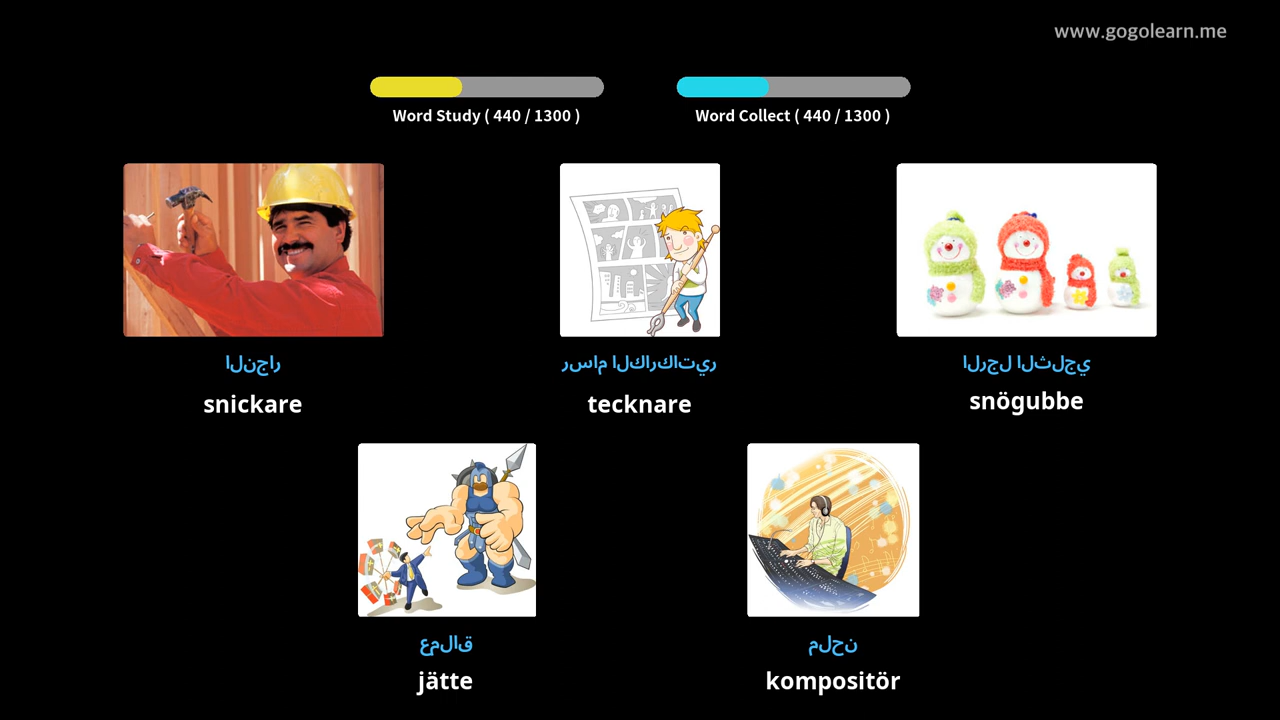 www.gogolearn.me
Word Study ( 440 / 1300 )
Word Collect ( 440 / 1300 )
النجار
رسام الكاركاتير
الرجل الثلجي
snickare
tecknare
snögubbe
عملاق
ملحن
jätte
kompositör